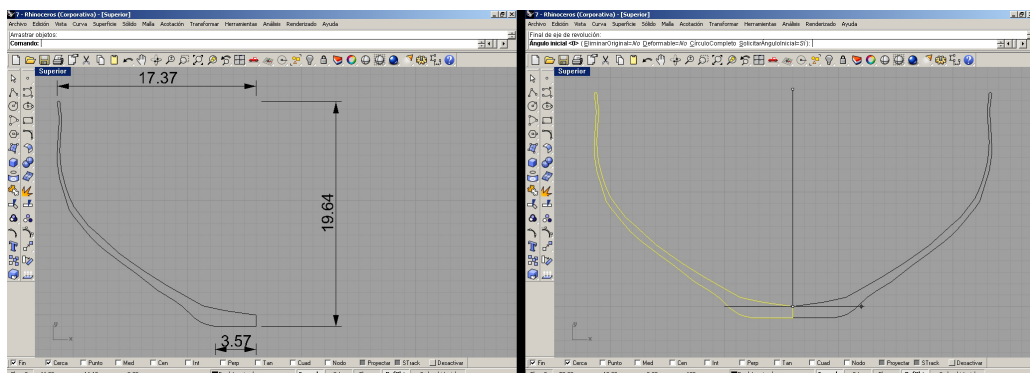 7 - Rhinoceros (Corporativa) - [Superior]
Archivo Edición Vista Curva Superficie Sólido Malla Acotación Transformar Herramientas Análisis Renderizado Ayuda
Arrastrar objetos:
Comando:
Superior
17.37
19.64
3.57
y
x
Fin Cerca Punto Med Cen Int Perp Tan Cuad Nodo Proyectar STrack Desactivar
7 - Rhinoceros (Corporativa) - [Superior]
Archivo Edición Vista Curva Superficie Sólido Malla Acotación Transformar Herramientas Análisis Renderizado Ayuda
Final de eje de revolución:
Ángulo inicial <0> ( EliminarOriginal=No Deformable=No CírculoCompleto SolicitarÁnguloInicial=Sí ):
Superior
y
x
Fin Cerca Punto Med Cen Int Perp Tan Cuad Nodo Proyectar STrack Desactivar